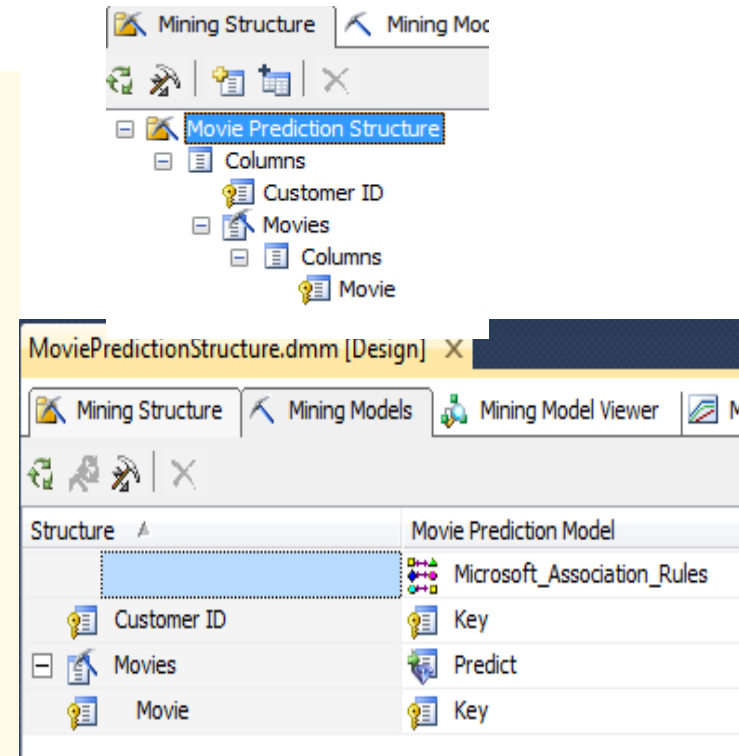 Mining Structure Mining Mod
Movie Prediction Structure
Columns
Customer ID
Movies
Columns
Movie
MoviePredictionStructure.dmm [Design] X
Mining Structure Mining Models Mining Model Viewer M
Structure Movie Prediction Model
Microsoft_Association_Rules
Customer ID Key
Movies Predict
Movie Key